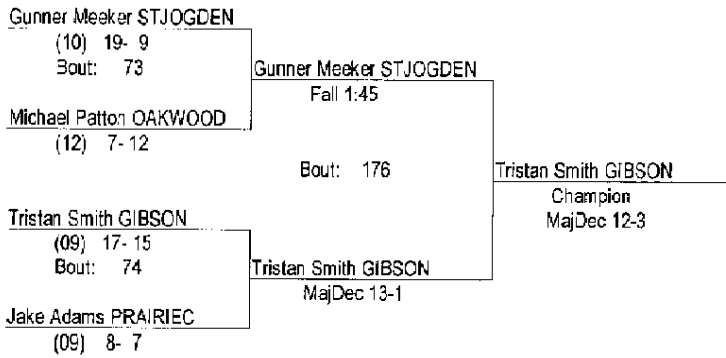 Gunner Meeker STJOGDEN
(10) 19- 9
Bout: 73
Michael Patton OAKWOOD
(12) 7- 12
Gunner Meeker STJOGDEN
Fall 1:45
Tristan Smith GIBSON
(09) 17- 15
Bout: 74
Jake Adams PRAIRIEC
(09) 8- 7
Tristan Smith GIBSON
MajDec 13-1
Bout: 176
Tristan Smith GIBSON
Champion
MajDec 12-3